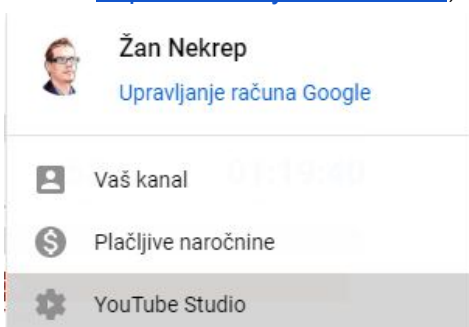 Žan Nekrep
Upravljanje računa Google
Vaš kanal
Plačljive naročnine
YouTube Studio